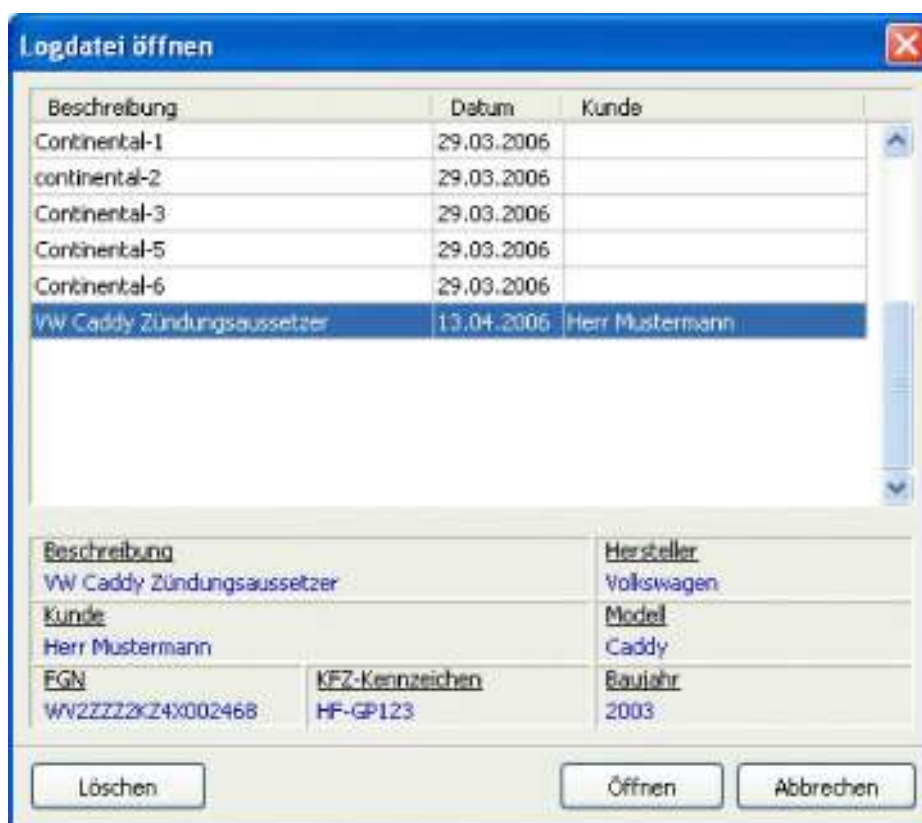 Logdatei öffnen
Beschreibung Datum Kunde
Continental-1 29.03.2006
continental-2 29.03.2006
Continental-3 29.03.2006
Continental-5 29.03.2006
Continental-6 29.03.2006
VW Caddy Zündungsaussetzer 13.04.2006 Herr Mustermann
Beschreibung Hersteller
VW Caddy Zündungsaussetzer Volkswagen
Kunde Modell
Herr Mustermann Caddy
FGN KFZ-Kennzeichen Baujahr
WV2ZZZ2KZ4X002468 HF-GP123 2003
Löschen Öffnen Abbrechen